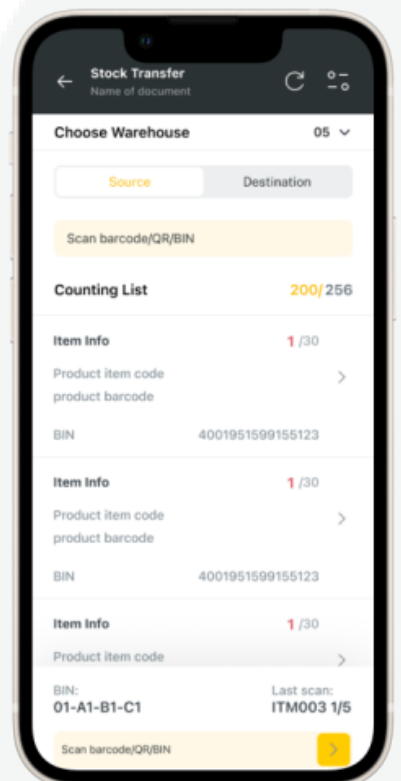 Stock Transfer
Name of document
Choose Warehouse 05
Source Destination
Scan barcode/QR/BIN
Counting List 200/ 256
Item Info 1 /30
Product item code
product barcode
BIN 4001951599155123
Item Info 1 /30
Product item code
product barcode
BIN 4001951599155123
Item Info 1 /30
Product item code
BIN: Last scan:
01-A1-B1-C1 ITM003 1/5
Scan barcode/QR/BIN